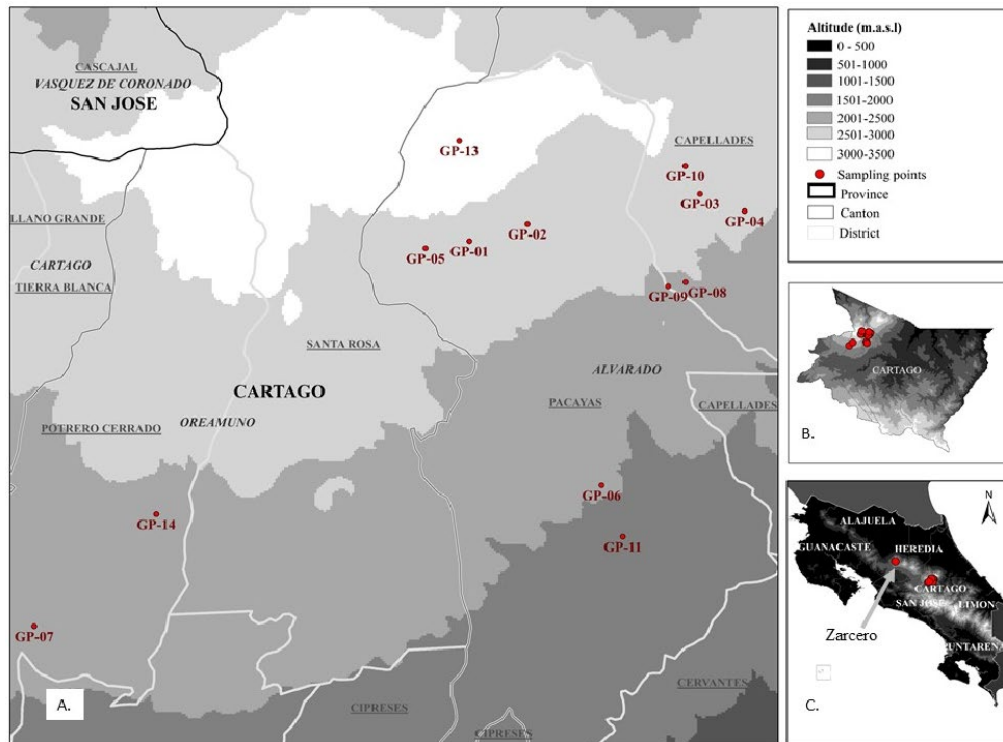 CASCAJAL
VASQUEZ DE CORONADO
SAN JOSE
CAPELLADES
GP-13
GP-10
GP-03
GP-04
LLANO GRANDE
GP-02
GP-01
GP-05
CARTAGO
TIERRA BLANCA
GP-09
GP-08
SANTA ROSA
ALVARADO
CARTAGO
PACAYAS
CAPELLADES
OREAMUNO
POTRERO CERRADO
GP-06
GP-14
GP-11
GP-07
CERVANTES
A.
CIPRESES
CIPRESES
Altitude (m.a.s.l)
0 - 500
501-1000
1001-1500
1501-2000
2001-2500
2501-3000
3000-3500
Sampling points
Province
Canton
District
CARTAGO
B.
N
ALAJUELA
GUANACASTE
HEREDIA
CARTAGO
SAN JOSE
LIMON
Zarcero
PUNTARENA
C.